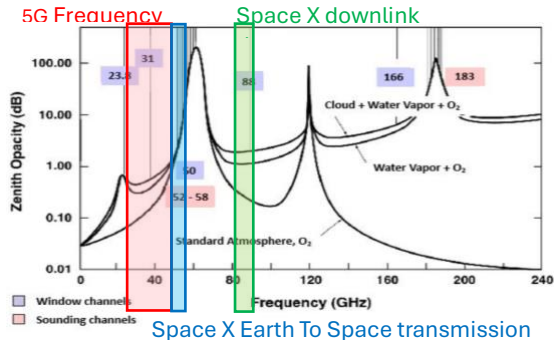 5G Frequency
Space X downlink
100.00
10.00
1.00
0.10
0.01
Zenith Opacity (dB)
23.8
31
88
166
183
50
52 - 58
Cloud + Water Vapor + O2
Water Vapor + O2
Standard Atmosphere, O2
0
40
80
120
160
200
240
Frequency (GHz)
Window channels
Sounding channels
Space X Earth To Space transmission